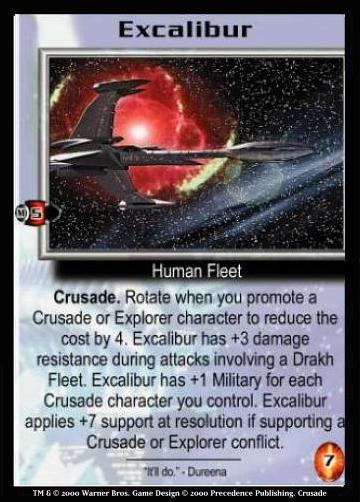 Excalibur
M 5
Human Fleet
Crusade. Rotate when you promote a
Crusade or Explorer character to reduce the
cost by 4. Excalibur has +3 damage
resistance during attacks involving a Drakh
Fleet. Excalibur has +1 Military for each
Crusade character you control. Excalibur
applies +7 support at resolution if supporting a
Crusade or Explorer conflict.
"It'll do." - Dureena
7
TM & © 2000 Warner Bros. Game Design © 2000 Precedence Publishing. Crusade